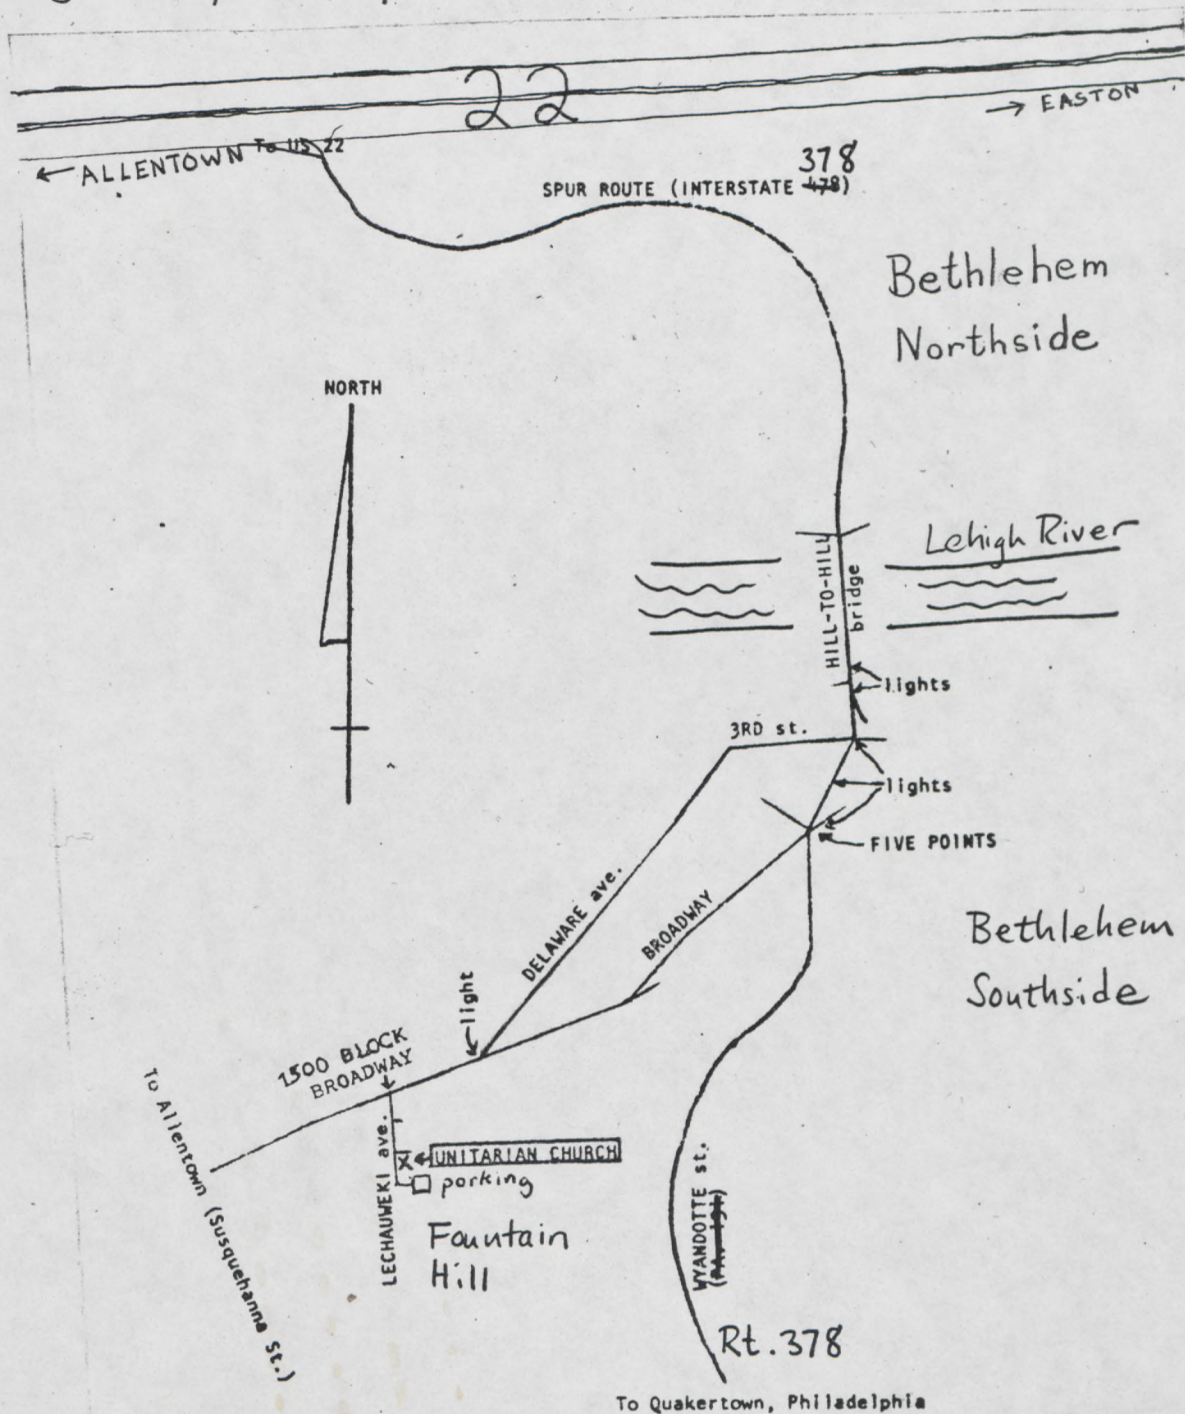 22
→ EASTON
← ALLENTOWN
To US 22
378
SPUR ROUTE (INTERSTATE 478)
Bethlehem
Northside
NORTH
Lehigh River
HILL-TO-HILL
bridge
lights
3RD st.
lights
FIVE POINTS
DELAWARE ave.
BROADWAY
Bethlehem
Southside
light
1500 BLOCK
BROADWAY
To Allentown (Susquehanna St.)
LECHAUWEKI ave.
X
UNITARIAN CHURCH
parking
Fountain
Hill
WYANDOTTE st.
(PA. 191)
Rt. 378
To Quakertown, Philadelphia